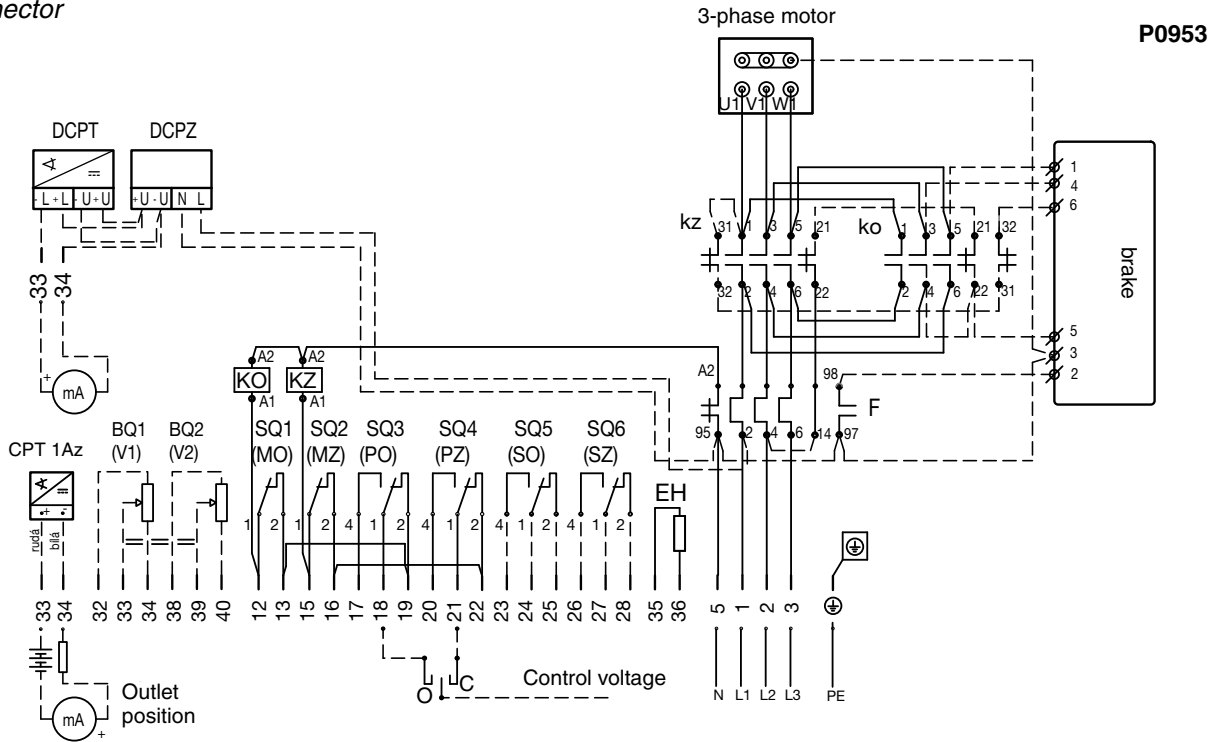 nector
3-phase motor
P0953
U1 V1 W1
DCPT DCPZ
- L + L - U + U +U - U N L
33 34
+ mA
1
4
6
brake
5
3
2
kz 31 1 3 5 21 ko 1 3 5 21 32
32 2 4 6 22 2 4 6 22 31
A2 A2 A2 98
KO KZ F
A1 A1
95 2 4 6 14 97
CPT 1Az
BQ1 BQ2 SQ1 SQ2 SQ3 SQ4 SQ5 SQ6
(V1) (V2) (MO) (MZ) (PO) (PZ) (SO) (SZ)
EH
+ -
rudá bílá
1 2 1 2 4 1 2 4 1 2 4 1 2 4 1 2
33 34 32 33 34 38 39 40 12 13 15 16 17 18 19 20 21 22 23 24 25 26 27 28 35 36 5 1 2 3
O C
Control voltage
N L1 L2 L3 PE
Outlet
position
mA
+